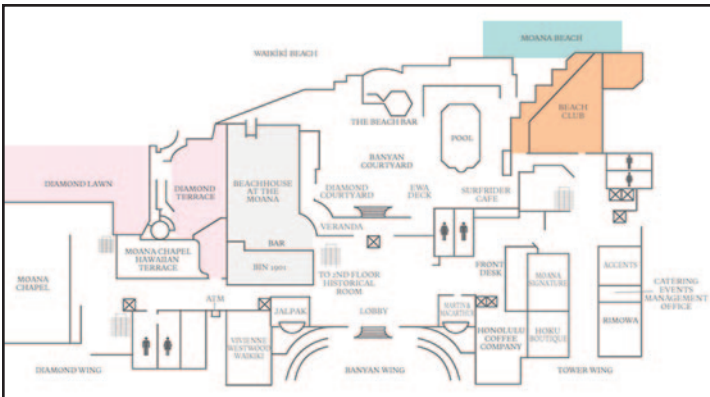 MOANA BEACH
WAIKIKI BEACH
BEACH
CLUB
THE BEACH BAR
POOL
BANYAN
COURTYARD
DIAMOND LAWN
DIAMOND
TERRACE
BEACHHOUSE
AT THE
MOANA
DIAMOND
COURTYARD
EWA
DECK
SURFRIDER
CAFE
VERANDA
MOANA CHAPEL
HAWAIIAN
TERRACE
BAR
BIN 1901
MOANA
CHAPEL
TO 2ND FLOOR
HISTORICAL
ROOM
FRONT
DESK
MOANA
SIGNATURE
ACCENTS
CATERING
EVENTS
MANAGEMENT
OFFICE
ATM
JALPAK
LOBBY
MARTIN &
MACARTHUR
HONOLULU
COFFEE
COMPANY
HOKU
BOUTIQUE
RIMOWA
VIVIENNE
WESTWOOD
WAIKIKI
DIAMOND WING
BANYAN WING
TOWER WING